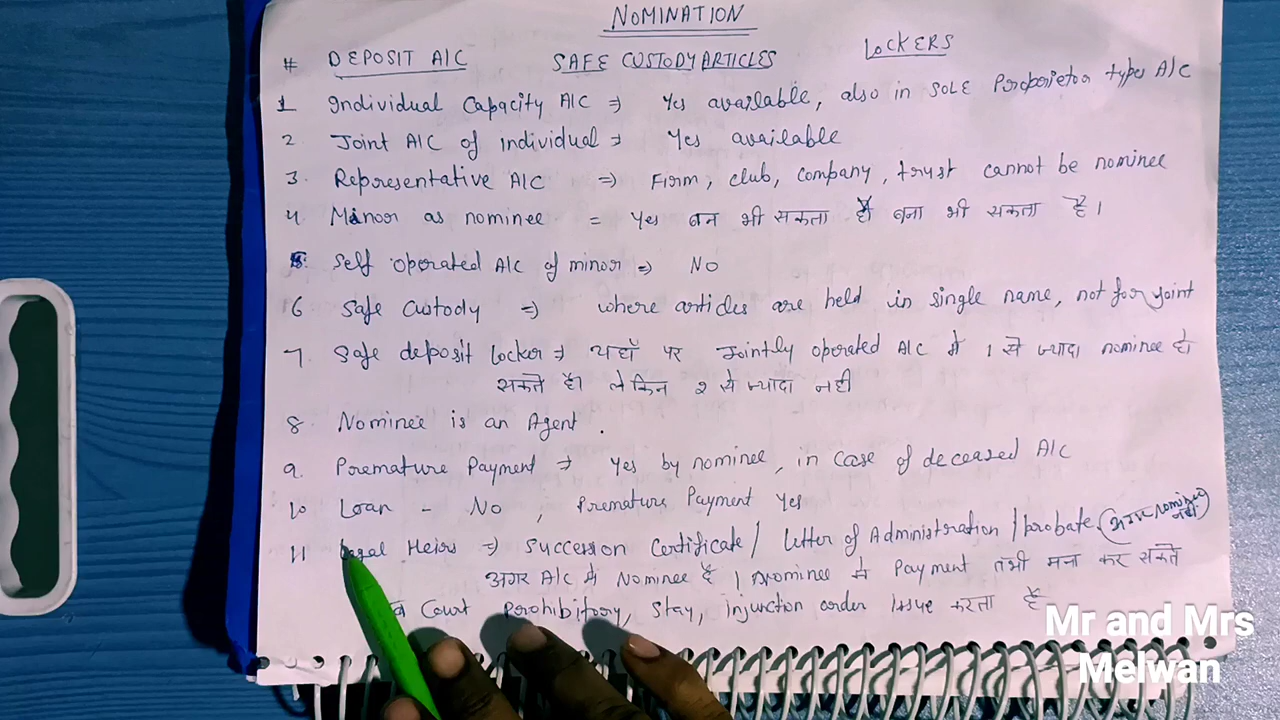 NOMINATION
# DEPOSIT A/C SAFE CUSTODY ARTICLES LOCKERS
1 Individual Capacity A/C ⇒ Yes available, also in SOLE Proprietor type A/C
2 Joint A/C of individual ⇒ Yes available
3. Representative A/C ⇒ Firm, club, company, trust cannot be nominee
4 Minor as nominee = Yes बन भी सकता है बना भी सकता है।
5. Self operated A/C of minor ⇒ NO
6 Safe Custody ⇒ where articles are held in single name, not for joint
7. Safe deposit locker ⇒ यहाँ पर Jointly operated A/C में 1 से ज्यादा nominee हो
सकते हैं। लेकिन 2 से ज्यादा नहीं
8. Nominee is an Agent.
9. Premature Payment ⇒ Yes by nominee, in case of deceased A/C
10 Loan - No, Premature Payment Yes
11 Legal Heirs ⇒ Succession Certificate/ Letter of Administration /probate (अगर nominee नहीं)
अगर A/C में Nominee है। Nominee को Payment तभी मना कर सकते
Court Prohibitory, Stay, injunction order issue करता है
Mr and Mrs
Melwan